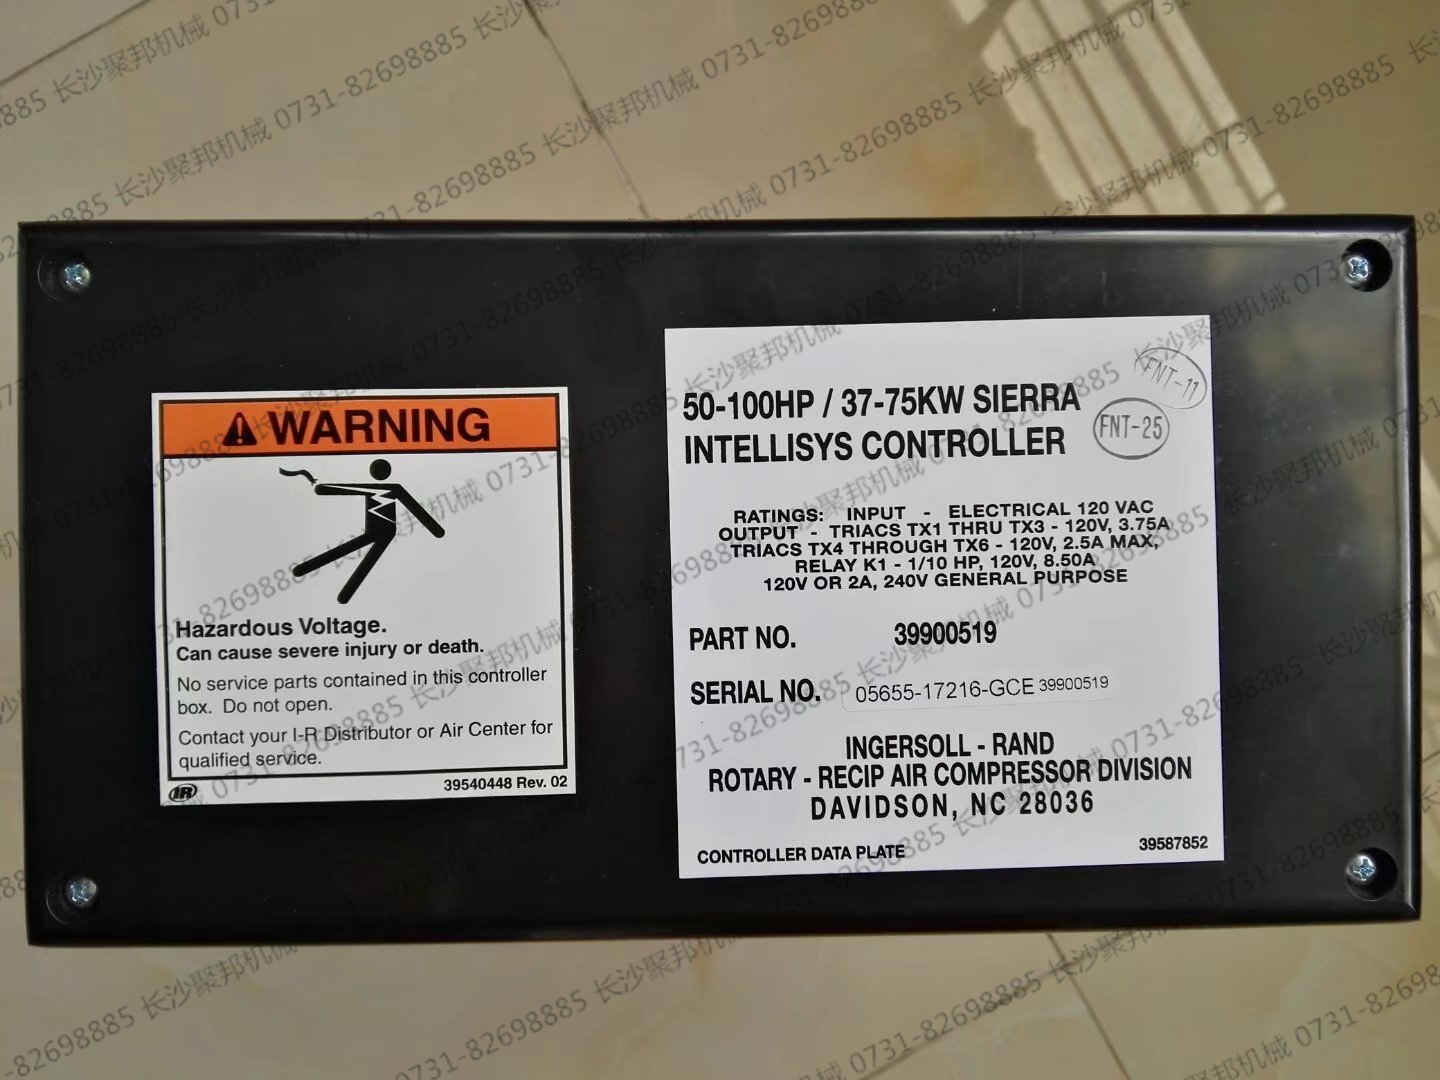 WARNING
Hazardous Voltage.
Can cause severe injury or death.
No service parts contained in this controller
box. Do not open.
Contact your I-R Distributor or Air Center for
qualified service.
IR
39540448 Rev. 02
50-100HP / 37-75KW SIERRA
INTELLISYS CONTROLLER
FNT-11
FNT-25
RATINGS: INPUT - ELECTRICAL 120 VAC
OUTPUT - TRIACS TX1 THRU TX3 - 120V, 3.75A
TRIACS TX4 THROUGH TX6 - 120V, 2.5A MAX,
RELAY K1 - 1/10 HP, 120V, 8.50A
120V OR 2A, 240V GENERAL PURPOSE
PART NO. 39900519
SERIAL NO. 05655-17216-GCE 39900519
INGERSOLL - RAND
ROTARY - RECIP AIR COMPRESSOR DIVISION
DAVIDSON, NC 28036
CONTROLLER DATA PLATE
39587852
长沙聚邦机械 0731-82698885